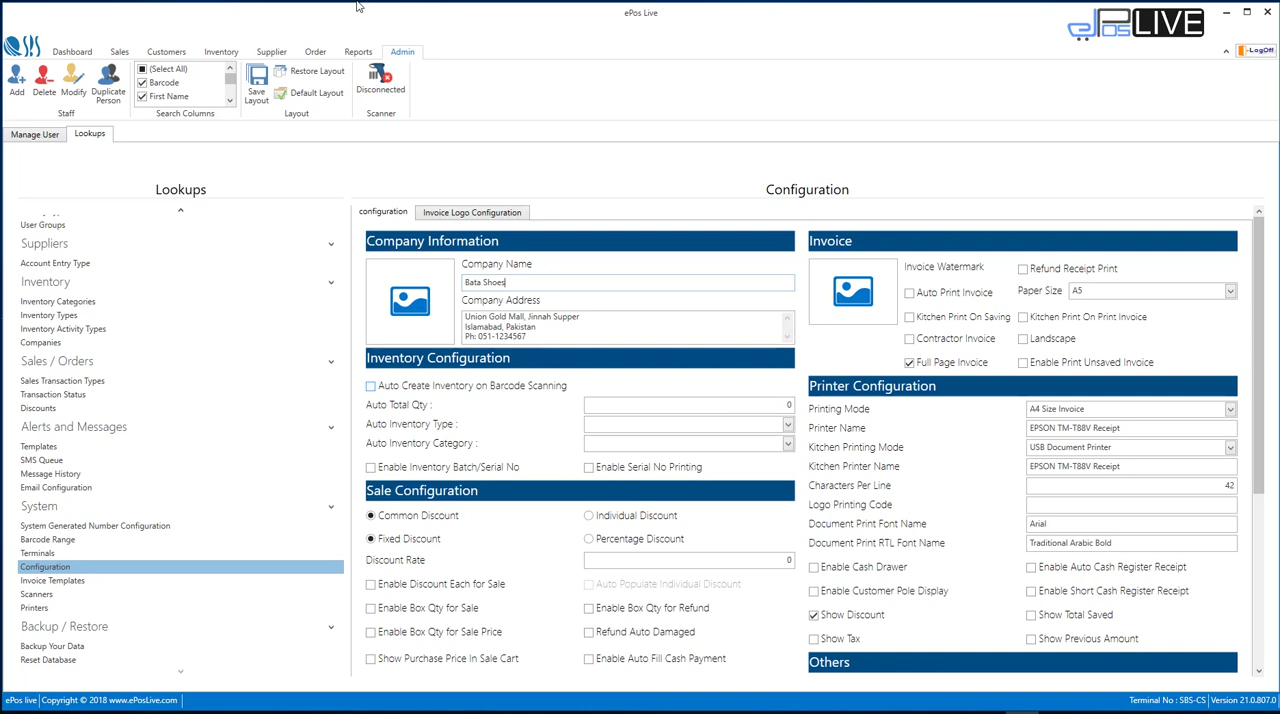 ePos Live
ePos LIVE
SIS
Dashboard
Sales
Customers
Inventory
Supplier
Order
Reports
Admin
LogOff
Add
Delete
Modify
Duplicate
Person
Staff
(Select All)
Barcode
First Name
Search Columns
Save
Layout
Restore Layout
Default Layout
Layout
Disconnected
Scanner
Manage User
Lookups
Lookups
User Groups
Suppliers
Account Entry Type
Inventory
Inventory Categories
Inventory Types
Inventory Activity Types
Companies
Sales / Orders
Sales Transaction Types
Transaction Status
Discounts
Alerts and Messages
Templates
SMS Queue
Message History
Email Configuration
System
System Generated Number Configuration
Barcode Range
Terminals
Configuration
Invoice Templates
Scanners
Printers
Backup / Restore
Backup Your Data
Reset Database
Configuration
configuration
Invoice Logo Configuration
Company Information
Company Name
Bata Shoes
Company Address
Union Gold Mall, Jinnah Supper
Islamabad, Pakistan
Ph: 051-1234567
Inventory Configuration
Auto Create Inventory on Barcode Scanning
Auto Total Qty : 0
Auto Inventory Type :
Auto Inventory Category :
Enable Inventory Batch/Serial No
Enable Serial No Printing
Sale Configuration
Common Discount
Individual Discount
Fixed Discount
Percentage Discount
Discount Rate 0
Enable Discount Each for Sale
Auto Populate Individual Discount
Enable Box Qty for Sale
Enable Box Qty for Refund
Enable Box Qty for Sale Price
Refund Auto Damaged
Show Purchase Price In Sale Cart
Enable Auto Fill Cash Payment
Invoice
Invoice Watermark
Refund Receipt Print
Auto Print Invoice
Paper Size A5
Kitchen Print On Saving
Kitchen Print On Print Invoice
Contractor Invoice
Landscape
Full Page Invoice
Enable Print Unsaved Invoice
Printer Configuration
Printing Mode A4 Size Invoice
Printer Name EPSON TM-T88V Receipt
Kitchen Printing Mode USB Document Printer
Kitchen Printer Name EPSON TM-T88V Receipt
Characters Per Line 42
Logo Printing Code
Document Print Font Name Arial
Document Print RTL Font Name Traditional Arabic Bold
Enable Cash Drawer
Enable Auto Cash Register Receipt
Enable Customer Pole Display
Enable Short Cash Register Receipt
Show Discount
Show Total Saved
Show Tax
Show Previous Amount
Others
ePos live
Copyright © 2018 www.ePosLive.com
Terminal No : SBS-CS
Version 21.0.807.0